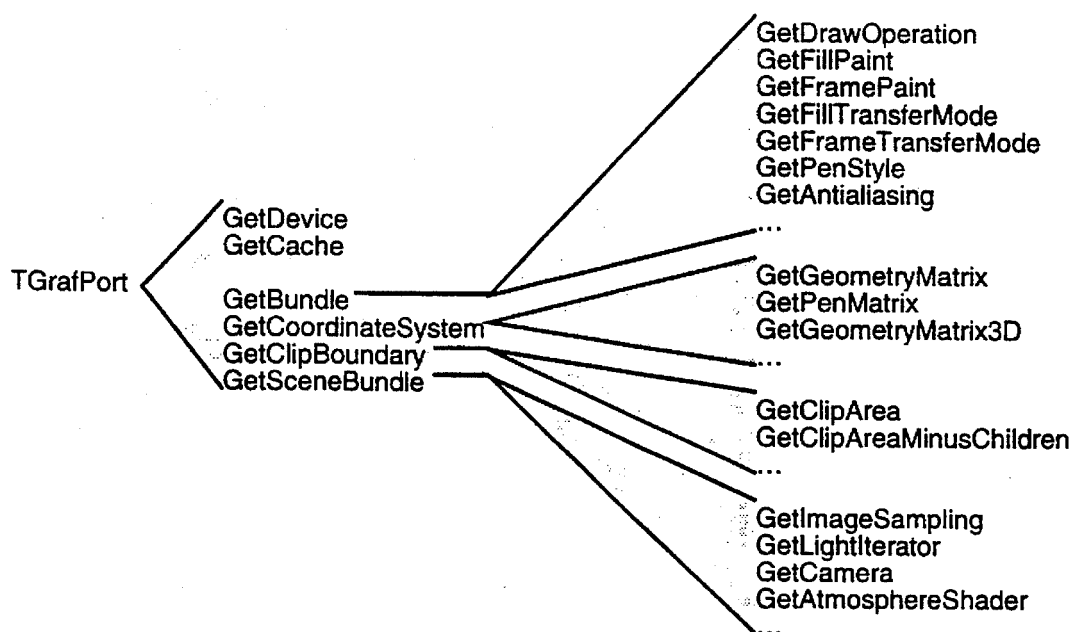 TGrafPort
GetDevice
GetCache
GetBundle
GetCoordinateSystem
GetClipBoundary
GetSceneBundle
GetDrawOperation
GetFillPaint
GetFramePaint
GetFillTransferMode
GetFrameTransferMode
GetPenStyle
GetAntialiasing
...
GetGeometryMatrix
GetPenMatrix
GetGeometryMatrix3D
...
GetClipArea
GetClipAreaMinusChildren
...
GetImageSampling
GetLightIterator
GetCamera
GetAtmosphereShader
...